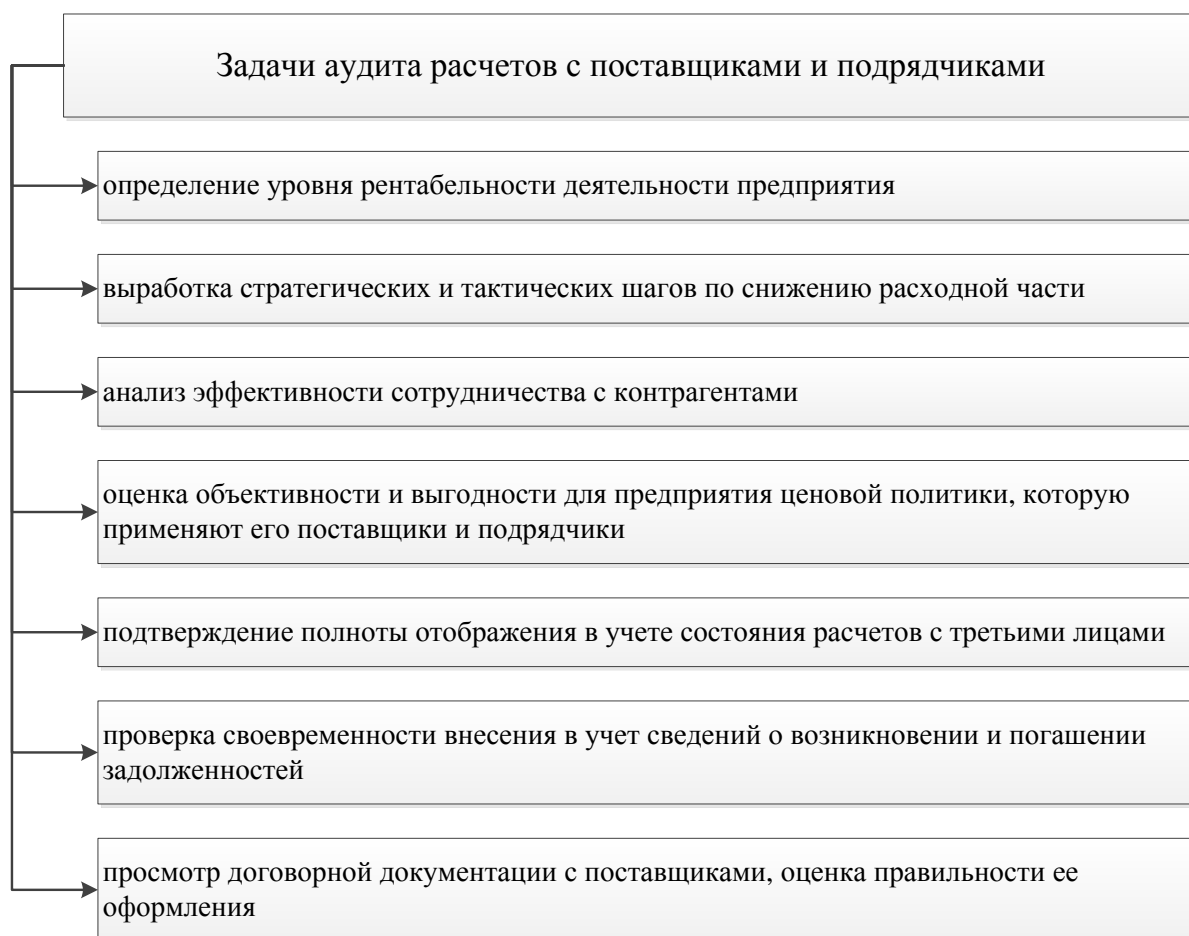 Задачи аудита расчетов с поставщиками и подрядчиками
определение уровня рентабельности деятельности предприятия
выработка стратегических и тактических шагов по снижению расходной части
анализ эффективности сотрудничества с контрагентами
оценка объективности и выгодности для предприятия ценовой политики, которую
применяют его поставщики и подрядчики
подтверждение полноты отображения в учете состояния расчетов с третьими лицами
проверка своевременности внесения в учет сведений о возникновении и погашении
задолженностей
просмотр договорной документации с поставщиками, оценка правильности ее
оформления